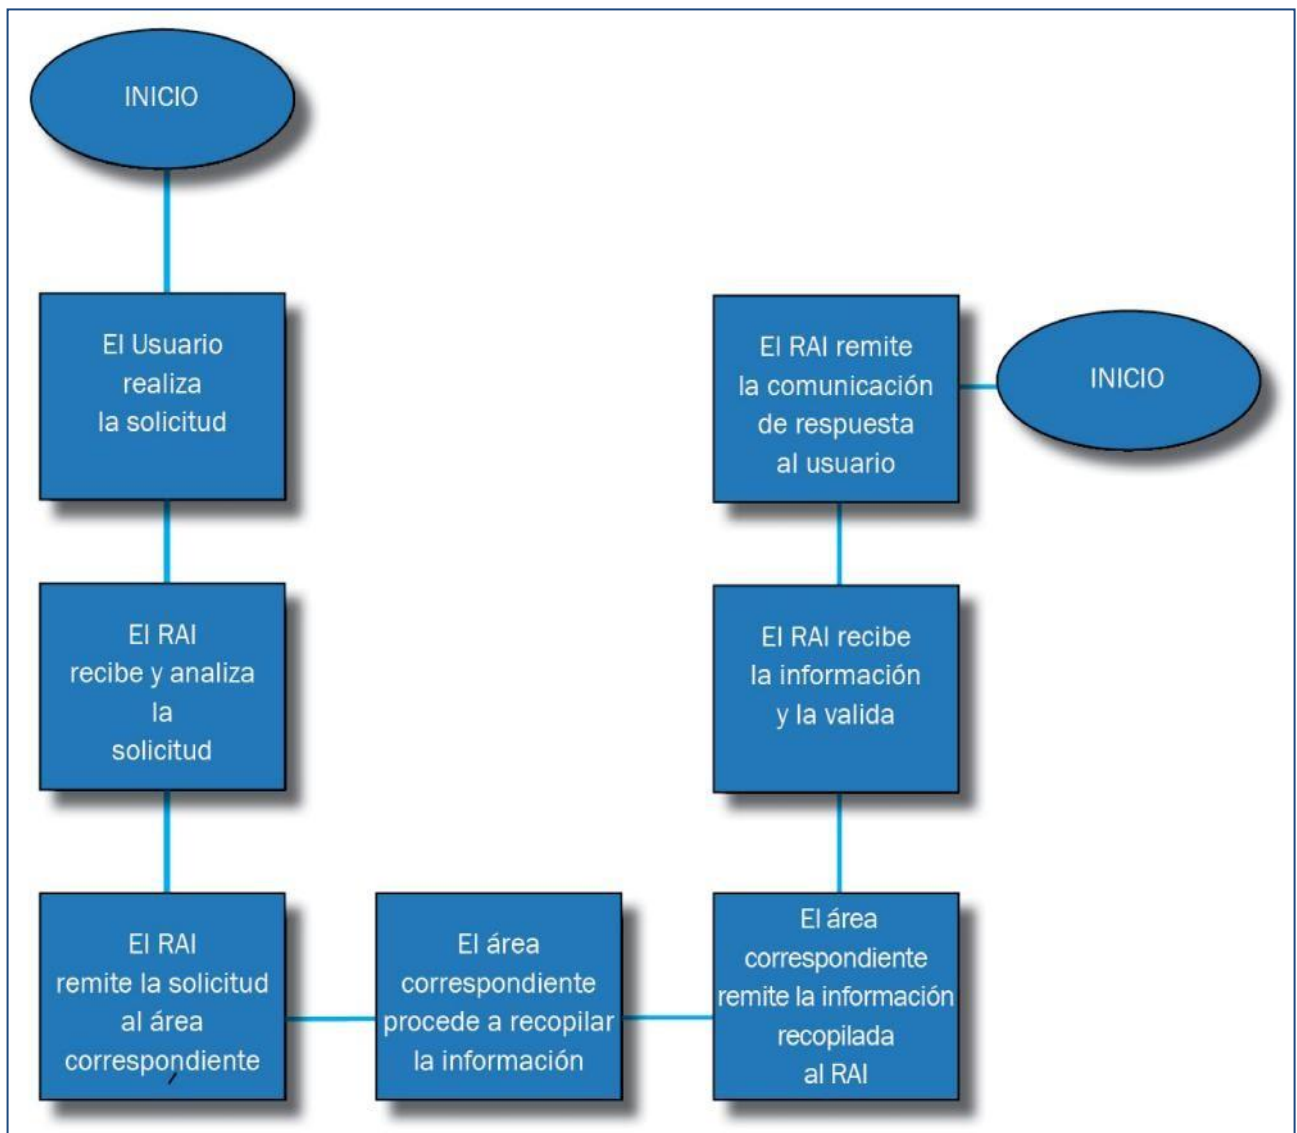 INICIO
El Usuario
realiza
la solicitud
El RAI
recibe y analiza
la
solicitud
El RAI
remite la solicitud
al área
correspondiente
El área
correspondiente
procede a recopilar
la información
El área
correspondiente
remite la información
recopilada
al RAI
El RAI recibe
la información
y la valida
El RAI remite
la comunicación
de respuesta
al usuario
INICIO